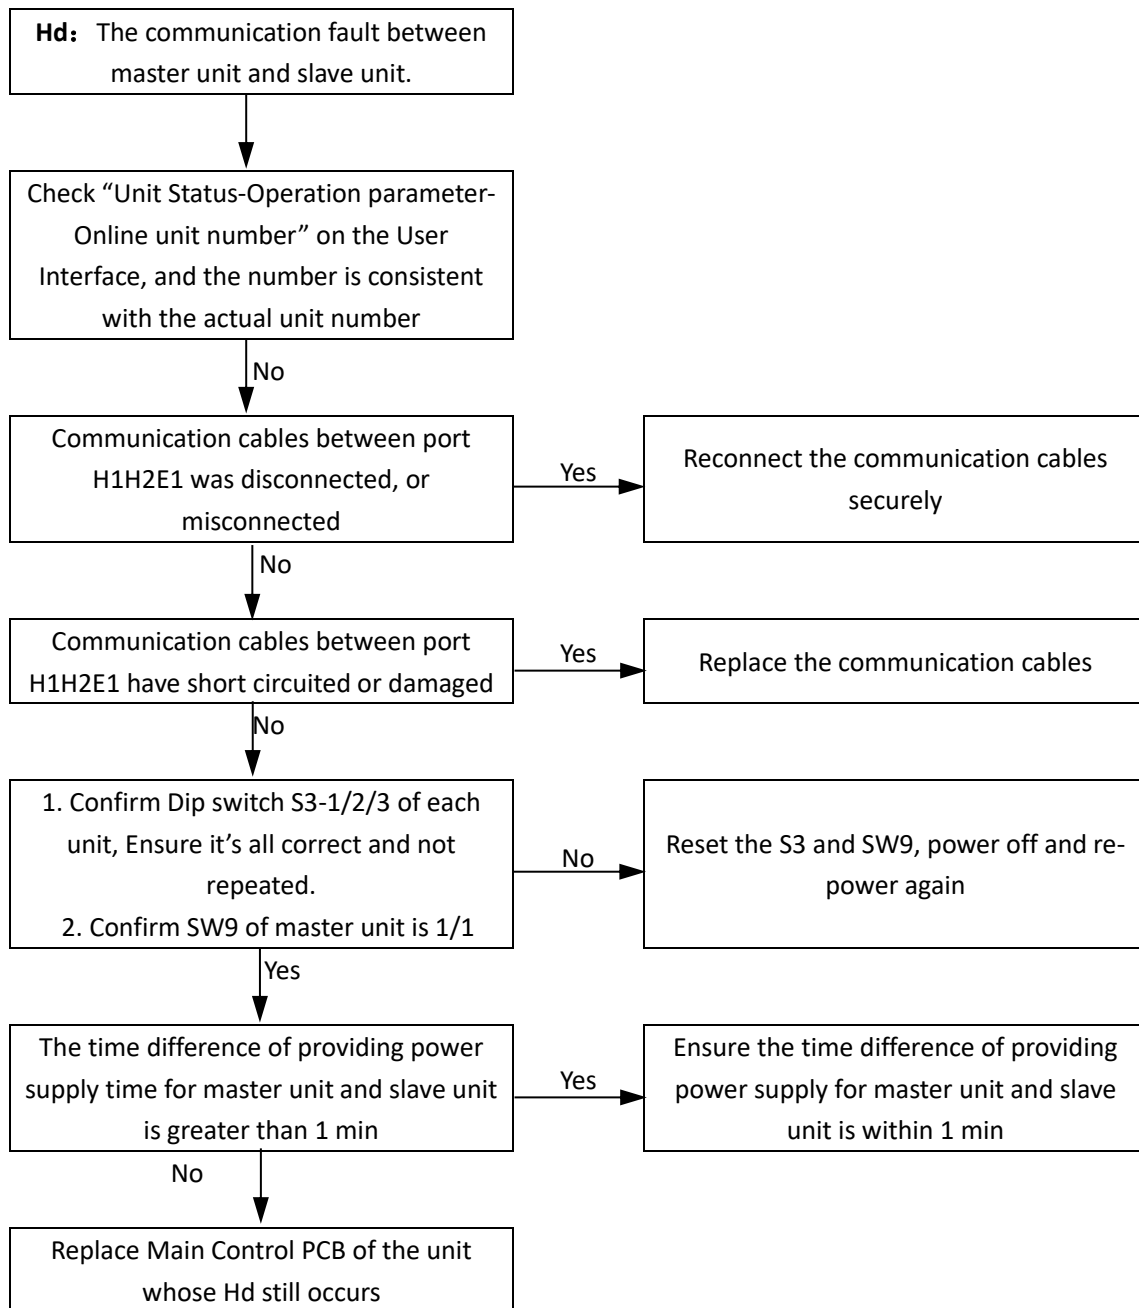 Hd： The communication fault between
master unit and slave unit.
Check “Unit Status-Operation parameter-
Online unit number” on the User
Interface, and the number is consistent
with the actual unit number
No
Communication cables between port
H1H2E1 was disconnected, or
misconnected
Yes
Reconnect the communication cables
securely
No
Communication cables between port
H1H2E1 have short circuited or damaged
Yes
Replace the communication cables
No
1. Confirm Dip switch S3-1/2/3 of each
unit, Ensure it’s all correct and not
repeated.
2. Confirm SW9 of master unit is 1/1
No
Reset the S3 and SW9, power off and re-
power again
Yes
The time difference of providing power
supply time for master unit and slave unit
is greater than 1 min
Yes
Ensure the time difference of providing
power supply for master unit and slave
unit is within 1 min
No
Replace Main Control PCB of the unit
whose Hd still occurs